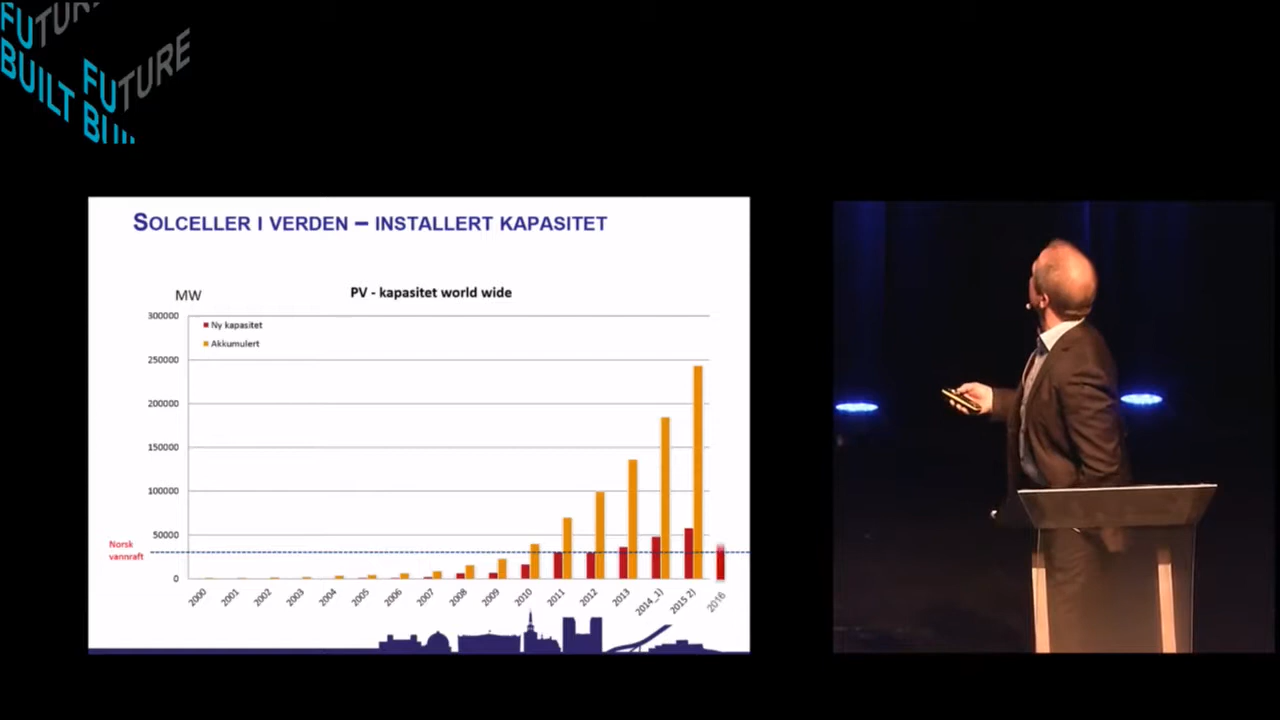 FUTURE
BUILT
FUTURE
SOLCELLER I VERDEN – INSTALLERT KAPASITET
MW
PV - kapasitet world wide
Ny kapasitet
Akkumulert
300000
250000
200000
150000
100000
50000
0
Norsk
vannraft
2000
2001
2002
2003
2004
2005
2006
2007
2008
2009
2010
2011
2012
2013
2014_1)
2015 2)
2016